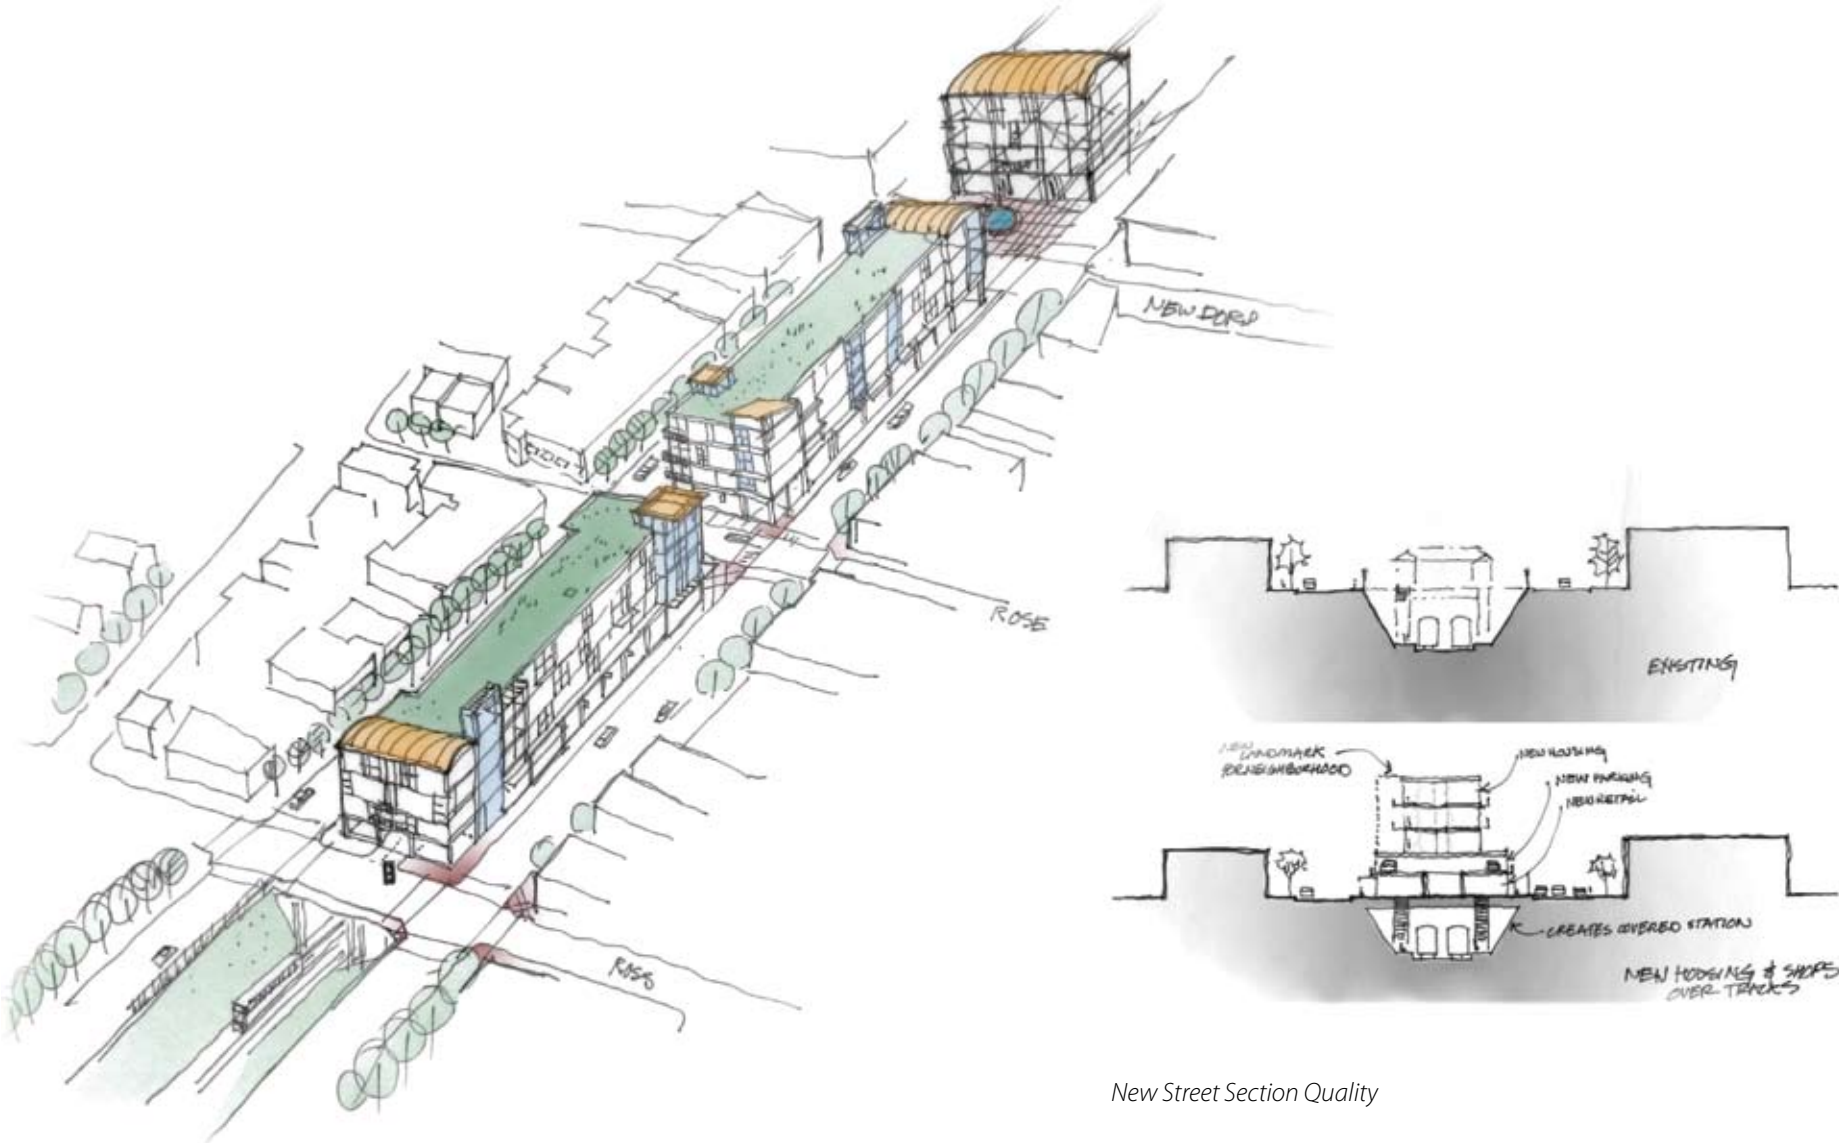 NEW DORP
ROSE
ROSS
EXISTING
NEW
LANDMARK
FOR NEIGHBORHOOD
NEW HOUSING
NEW PARKING
NEW RETAIL
CREATES COVERED STATION
NEW HOUSING & SHOPS
OVER TRACKS
New Street Section Quality